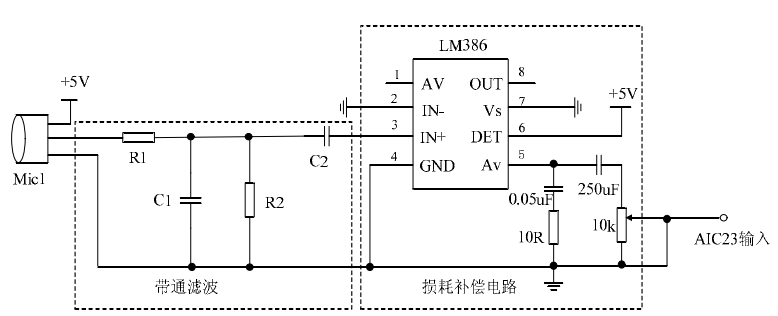 LM386
+5V
1
AV
OUT
8
+5V
2
IN-
Vs
7
3
IN+
DET
6
R1
C2
4
GND
Av
5
Mic1
C1
R2
0.05uF
250uF
10R
10k
AIC23输入
带通滤波
损耗补偿电路